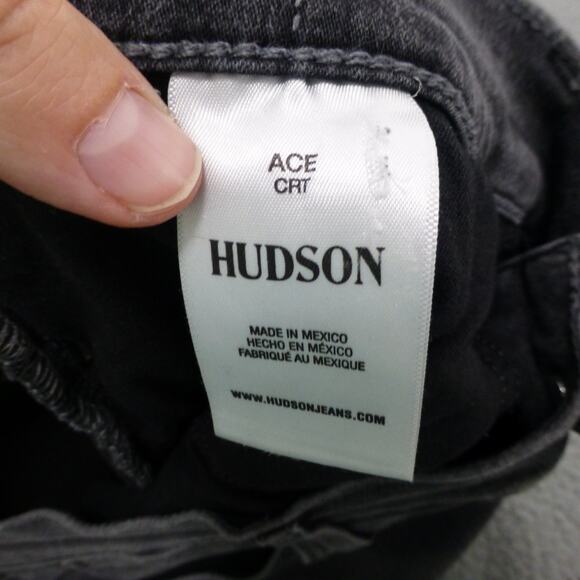 ACE
CRT
HUDSON
MADE IN MEXICO
HECHO EN MÉXICO
FABRIQUÉ AU MEXIQUE
WWW.HUDSONJEANS.COM